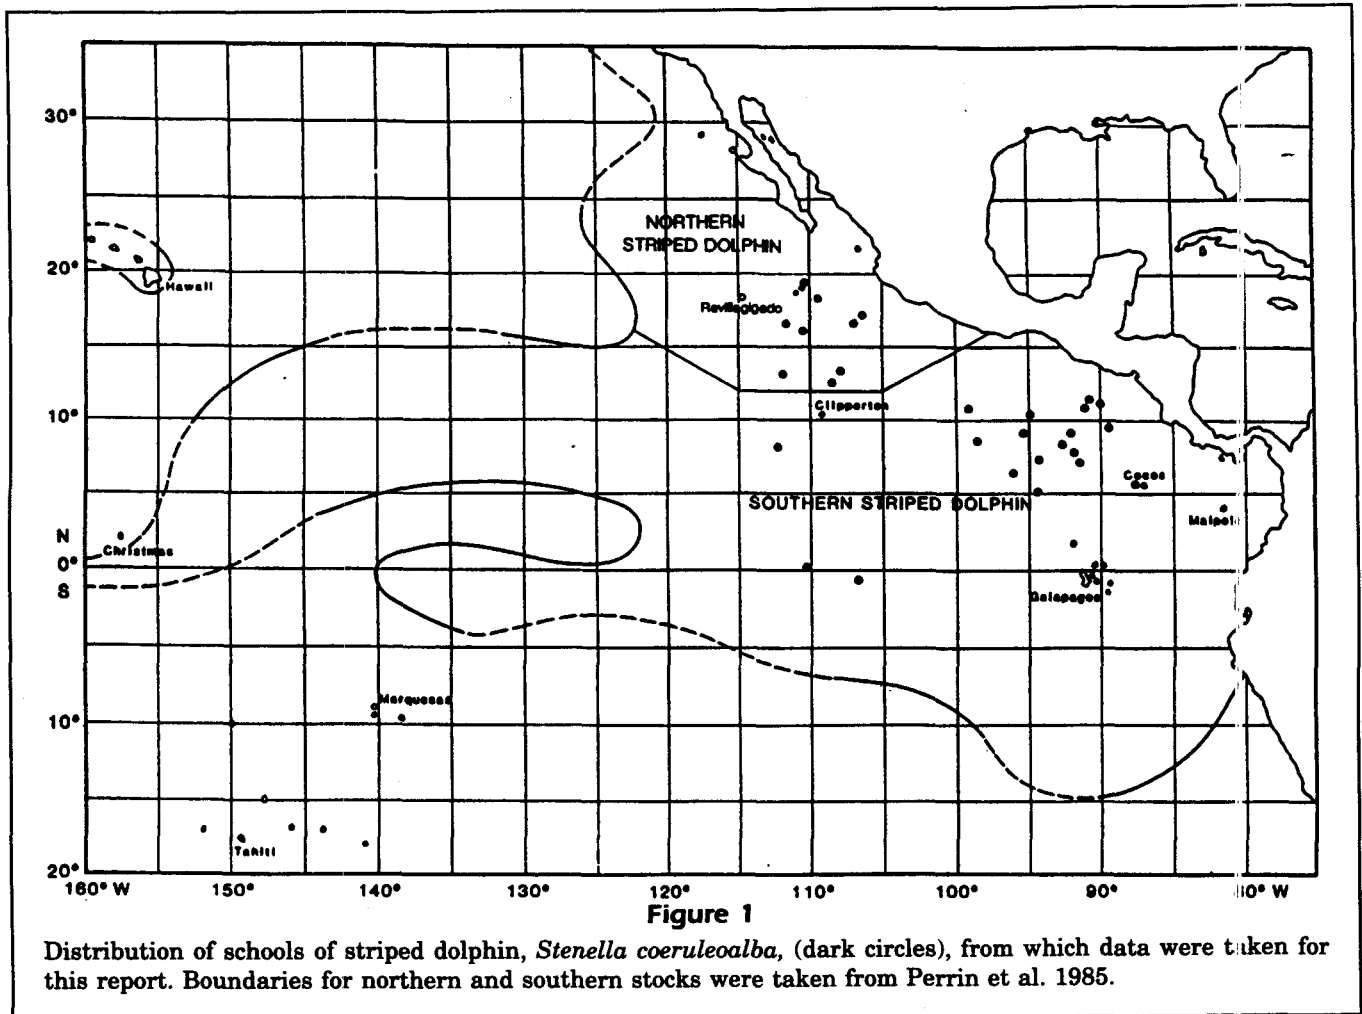 30°
NORTHERN
STRIPED DOLPHIN
20°
Hawaii
Revillagigedo
Clipperton
10°
Cocos
SOUTHERN STRIPED DOLPHIN
Malpelo
N
Christmas
0°
S
Galapagos
Marquesas
10°
Tahiti
20°
160° W 150° 140° 130° 120° 110° 100° 90° 80° W
Figure 1
Distribution of schools of striped dolphin, Stenella coeruleoalba, (dark circles), from which data were taken for
this report. Boundaries for northern and southern stocks were taken from Perrin et al. 1985.